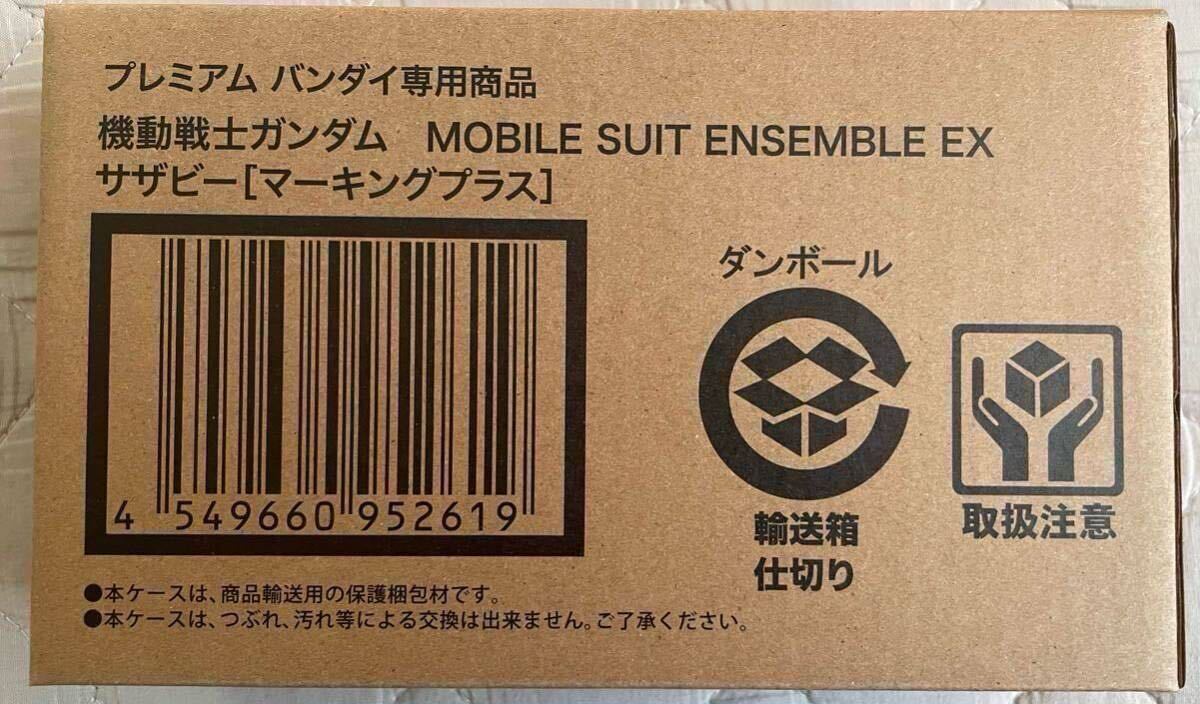 プレミアム バンダイ専用商品
機動戦士ガンダム MOBILE SUIT ENSEMBLE EX
サザビー[マーキングプラス]
4 549660 952619
ダンボール
輸送箱
仕切り
取扱注意
●本ケースは、商品輸送用の保護梱包材です。
●本ケースは、つぶれ、汚れ等による交換は出来ません。ご了承ください。